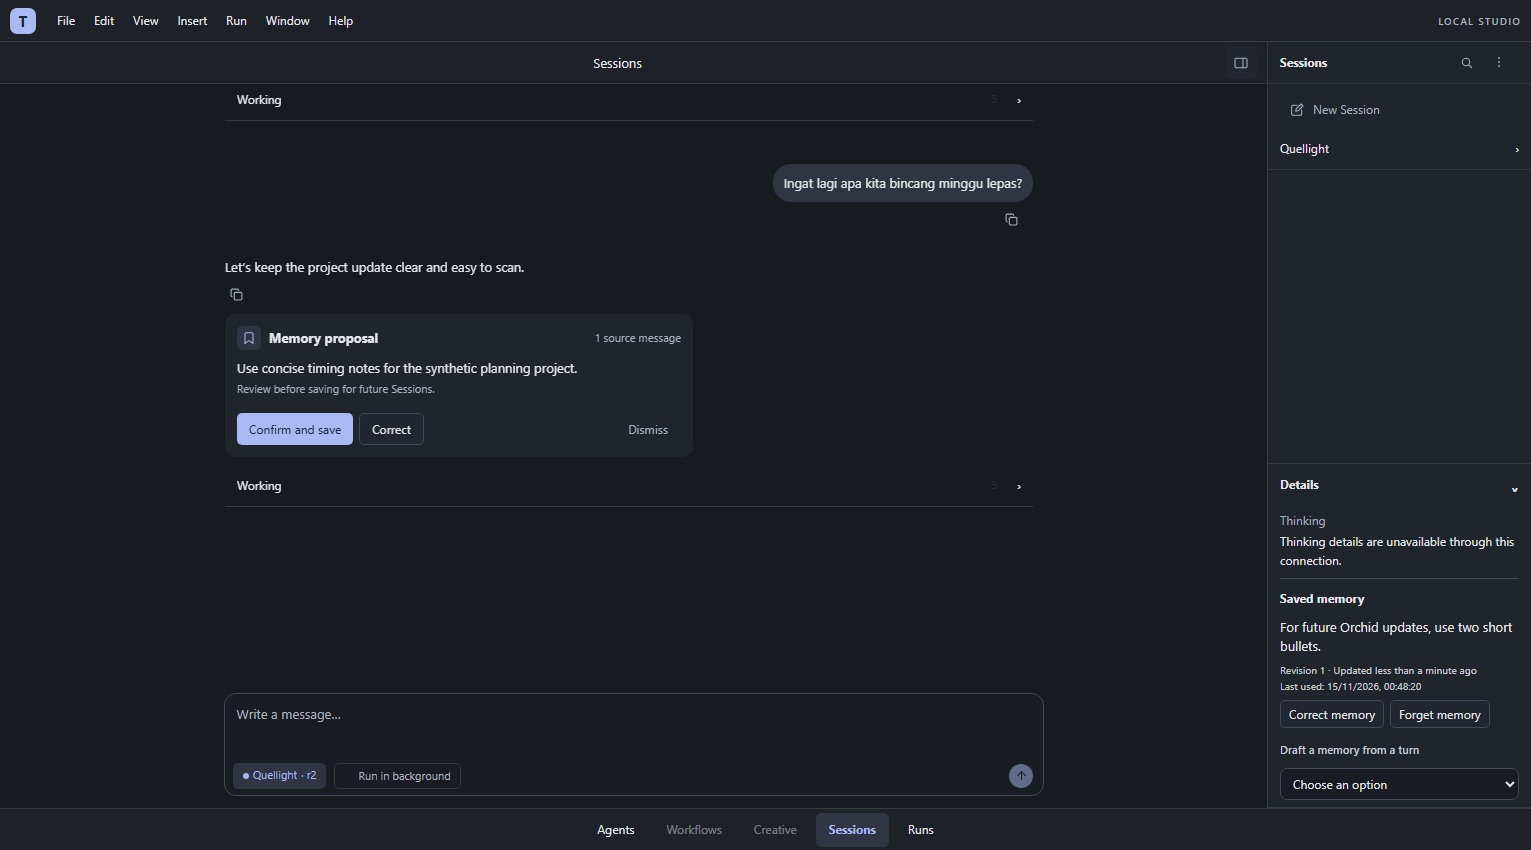 T File Edit View Insert Run Window Help LOCAL STUDIO
Sessions
Working 5
Ingat lagi apa kita bincang minggu lepas?
Let's keep the project update clear and easy to scan.
Memory proposal 1 source message
Use concise timing notes for the synthetic planning project.
Review before saving for future Sessions.
Confirm and save Correct Dismiss
Working 5
Write a message...
Quellight · r2 Run in background
Sessions
New Session
Quellight
Details
Thinking
Thinking details are unavailable through this
connection.
Saved memory
For future Orchid updates, use two short
bullets.
Revision 1 · Updated less than a minute ago
Last used: 15/11/2026, 00:48:20
Correct memory Forget memory
Draft a memory from a turn
Choose an option
Agents Workflows Creative Sessions Runs